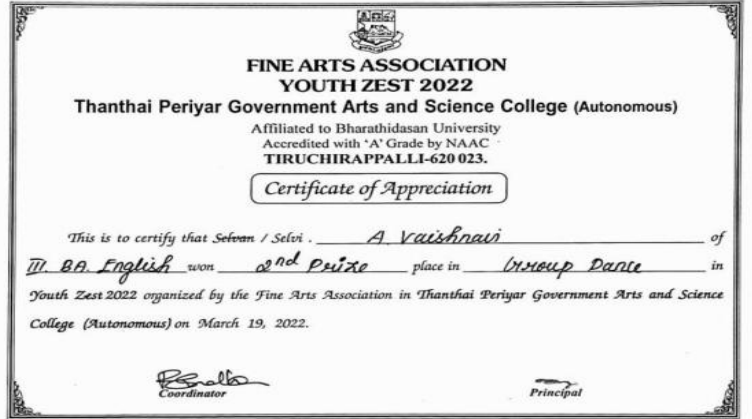 FINE ARTS ASSOCIATION
YOUTH ZEST 2022
Thanthai Periyar Government Arts and Science College (Autonomous)
Affiliated to Bharathidasan University
Accredited with 'A' Grade by NAAC
TIRUCHIRAPPALLI-620 023.
Certificate of Appreciation
This is to certify that Selvan / Selvi . A Vaishnavi of
III. BA. English won 2nd Prize place in Group Dance in
Youth Zest 2022 organized by the Fine Arts Association in Thanthai Periyar Government Arts and Science
College (Autonomous) on March 19, 2022.
Coordinator
Principal